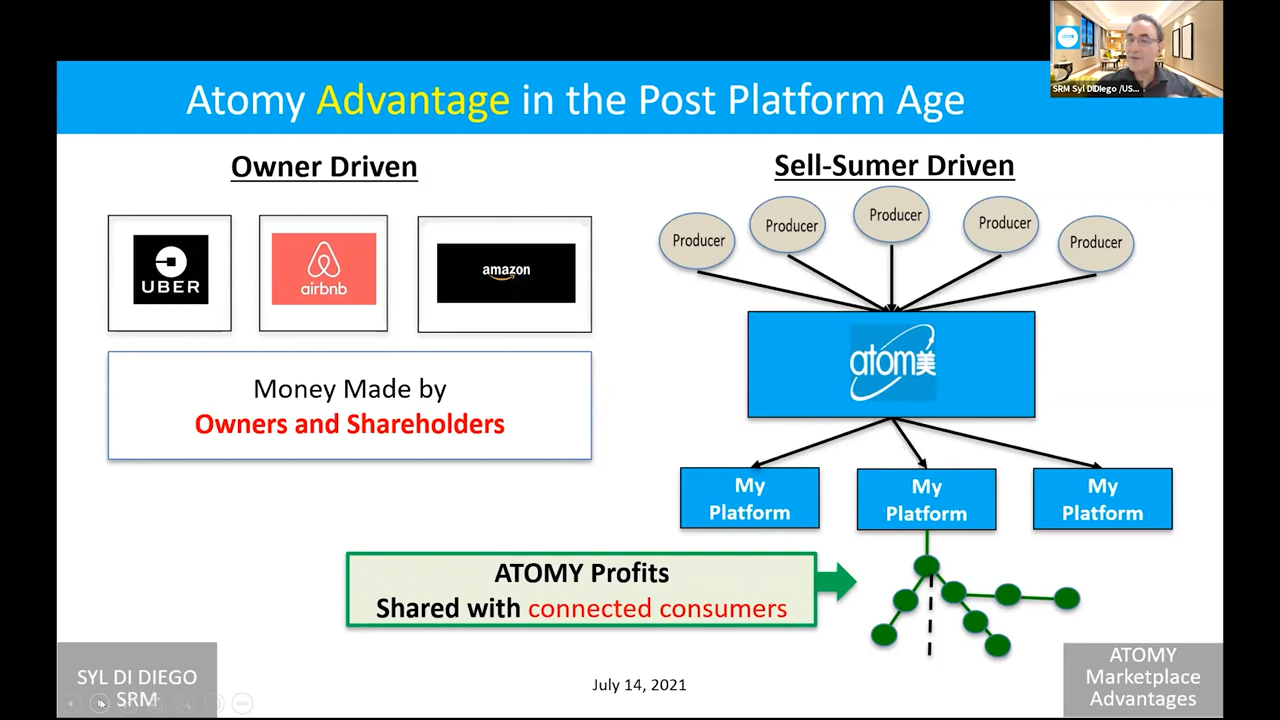 SRM Syl DiDiego /US...
Atomy Advantage in the Post Platform Age
Owner Driven
UBER
airbnb
amazon
Money Made by
Owners and Shareholders
Sell-Sumer Driven
Producer
Producer
Producer
Producer
Producer
atom美
My
Platform
My
Platform
My
Platform
ATOMY Profits
Shared with connected consumers
SYL DI DIEGO
SRM
July 14, 2021
ATOMY
Marketplace
Advantages